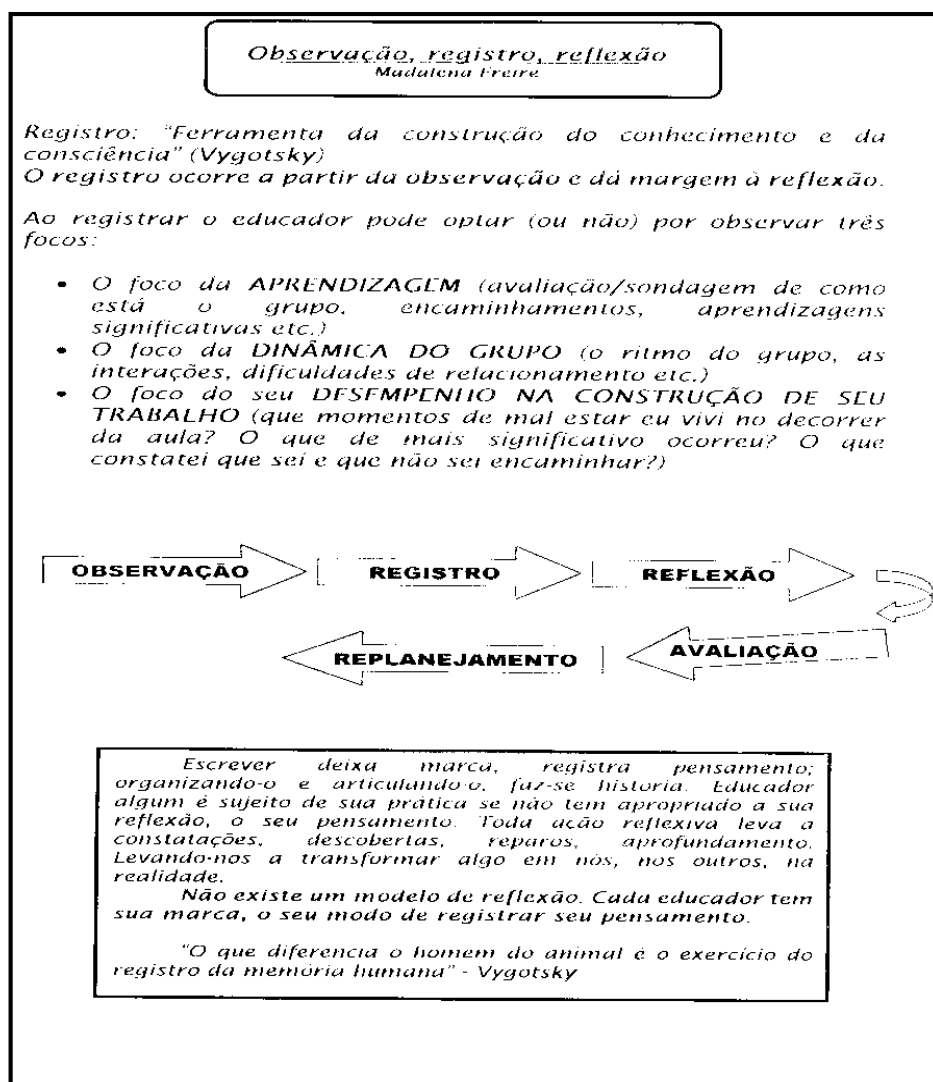 Observação, registro, reflexão
Madalena Freire
Registro: "Ferramenta da construção do conhecimento e da
consciência" (Vygotsky)
O registro ocorre a partir da observação e dá margem à reflexão.
Ao registrar o educador pode optar (ou não) por observar três
focos:
• O foco da APRENDIZAGEM (avaliação/sondagem de como
está o grupo, encaminhamentos, aprendizagens
significativas etc.)
• O foco da DINÂMICA DO GRUPO (o ritmo do grupo, as
interações, dificuldades de relacionamento etc.)
• O foco do seu DESEMPENHO NA CONSTRUÇÃO DE SEU
TRABALHO (que momentos de mal estar eu vivi no decorrer
da aula? O que de mais significativo ocorreu? O que
constatei que sei e que não sei encaminhar?)
OBSERVAÇÃO REGISTRO REFLEXÃO
REPLANEJAMENTO AVALIAÇÃO
Escrever deixa marca, registra pensamento;
organizando-o e articulando-o, faz-se historia. Educador
algum é sujeito de sua prática se não tem apropriado a sua
reflexão, o seu pensamento. Toda ação reflexiva leva a
constatações, descobertas, reparos, aprofundamento.
Levando-nos a transformar algo em nós, nos outros, na
realidade.
Não existe um modelo de reflexão. Cada educador tem
sua marca, o seu modo de registrar seu pensamento.
"O que diferencia o homem do animal é o exercício do
registro da memória humana" - Vygotsky